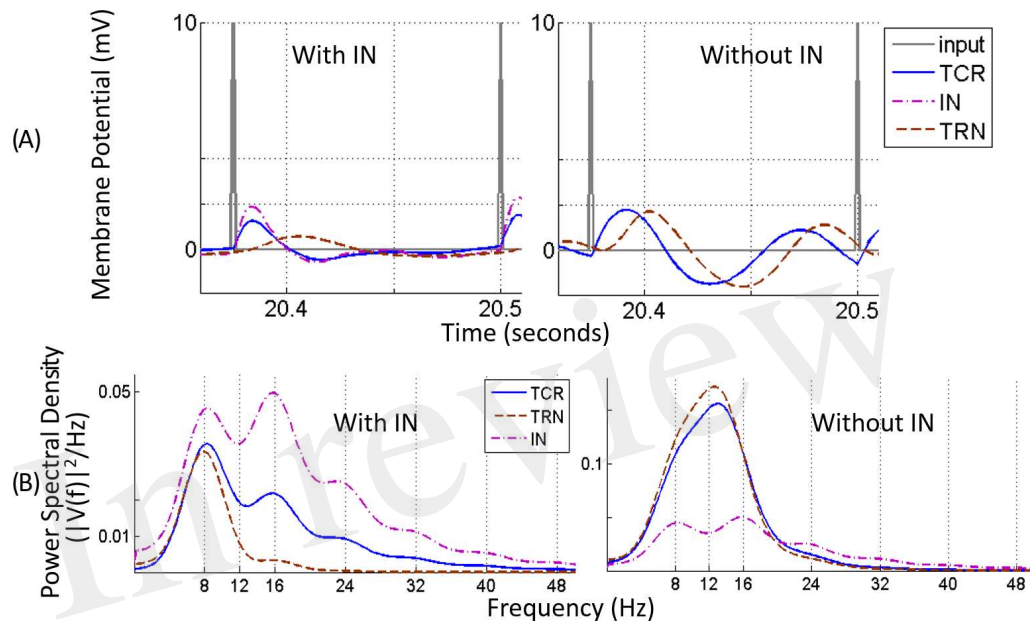 (A)
Membrane Potential (mV)
10
0
With IN
20.4
20.5
10
0
Without IN
20.4
20.5
input
TCR
IN
TRN
Time (seconds)
(B)
Power Spectral Density
(|V(f)|²/Hz)
0.05
0.01
With IN
TCR
TRN
IN
8
12
16
24
32
40
48
0.1
Without IN
8
12
16
24
32
40
48
Frequency (Hz)
In review